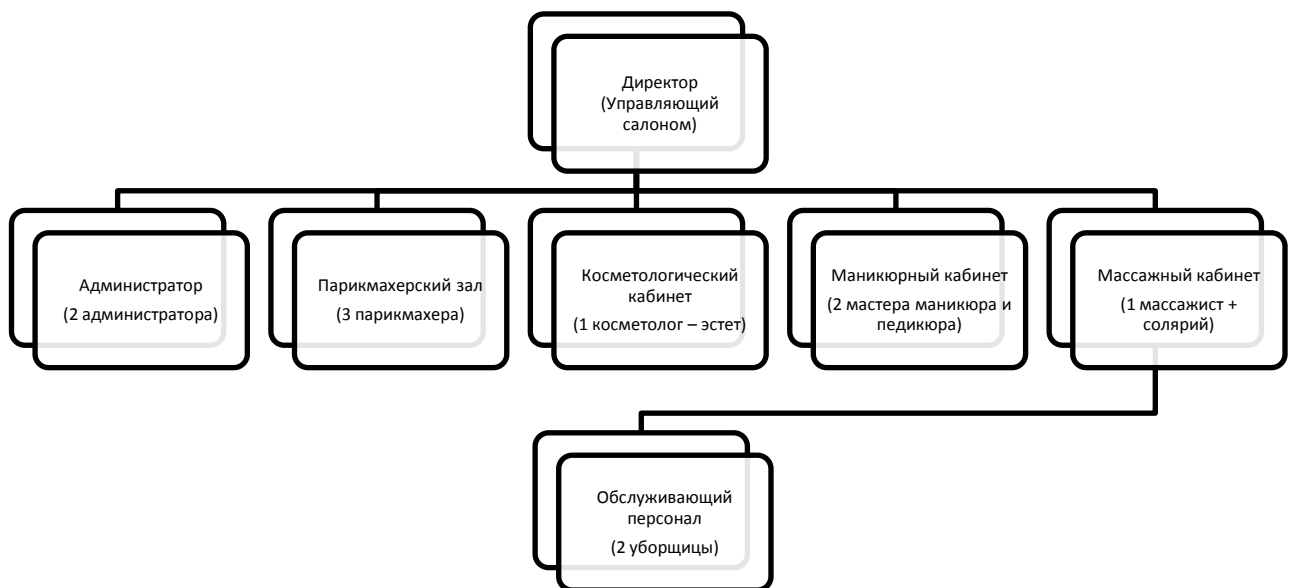 Директор
(Управляющий
салоном)
Администратор
(2 администратора)
Парикмахерский зал
(3 парикмахера)
Косметологический
кабинет
(1 косметолог – эстет)
Маникюрный кабинет
(2 мастера маникюра и
педикюра)
Массажный кабинет
(1 массажист +
солярий)
Обслуживающий
персонал
(2 уборщицы)